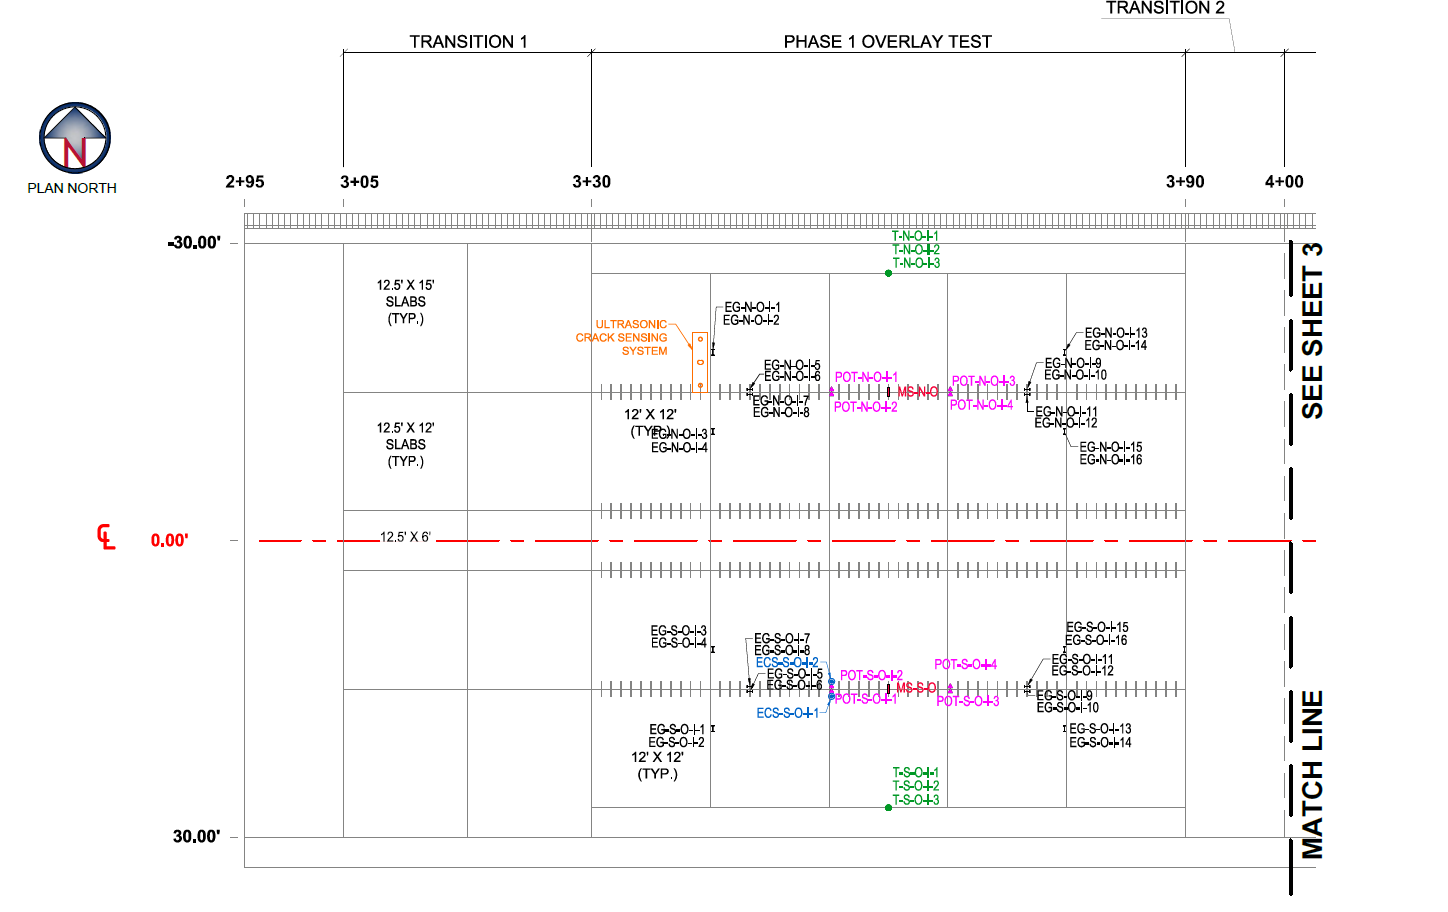 TRANSITION 2
TRANSITION 1
PHASE 1 OVERLAY TEST
N
PLAN NORTH
2+95
3+05
3+30
3+90
4+00
-30.00'
T-N-O-I-1
T-N-O-I-2
T-N-O-I-3
12.5' X 15'
SLABS
(TYP.)
ULTRASONIC
CRACK SENSING
SYSTEM
EG-N-O-I-1
EG-N-O-I-2
EG-N-O-I-13
EG-N-O-I-14
EG-N-O-I-5
EG-N-O-I-6
EG-N-O-I-9
EG-N-O-I-10
POT-N-O-I-1
POT-N-O-I-3
MS-N-O
EG-N-O-I-7
EG-N-O-I-8
POT-N-O-I-2
POT-N-O-I-4
EG-N-O-I-11
EG-N-O-I-12
12' X 12'
(TYP.)
EG-N-O-I-3
EG-N-O-I-4
EG-N-O-I-15
EG-N-O-I-16
12.5' X 12'
SLABS
(TYP.)
SEE SHEET 3
CL
0.00'
12.5' X 6'
EG-S-O-I-3
EG-S-O-I-4
EG-S-O-I-7
EG-S-O-I-8
ECS-S-O-I-2
EG-S-O-I-5
EG-S-O-I-6
POT-S-O-I-2
POT-S-O-I-4
MS-S-O
POT-S-O-I-1
POT-S-O-I-3
ECS-S-O-I-1
EG-S-O-I-15
EG-S-O-I-16
EG-S-O-I-11
EG-S-O-I-12
EG-S-O-I-9
EG-S-O-I-10
EG-S-O-I-1
EG-S-O-I-2
EG-S-O-I-13
EG-S-O-I-14
12' X 12'
(TYP.)
T-S-O-I-1
T-S-O-I-2
T-S-O-I-3
30.00'
MATCH LINE